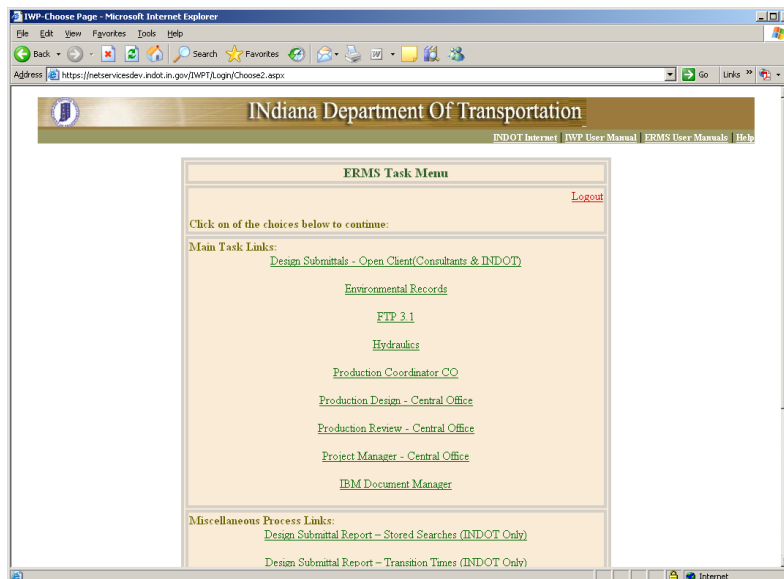 IWP-Choose Page - Microsoft Internet Explorer
File Edit View Favorites Tools Help
Back Search Favorites
Address https://netservicesdev.indot.in.gov/IWPT/Login/Choose2.aspx Go Links »
INdiana Department Of Transportation
INDOT Internet | IWP User Manual | ERMS User Manuals | Help
ERMS Task Menu
Logout
Click on of the choices below to continue:
Main Task Links:
Design Submittals - Open Client(Consultants & INDOT)
Environmental Records
FTP 3.1
Hydraulics
Production Coordinator CO
Production Design - Central Office
Production Review - Central Office
Project Manager - Central Office
IBM Document Manager
Miscellaneous Process Links:
Design Submittal Report – Stored Searches (INDOT Only)
Design Submittal Report – Transition Times (INDOT Only)
Internet